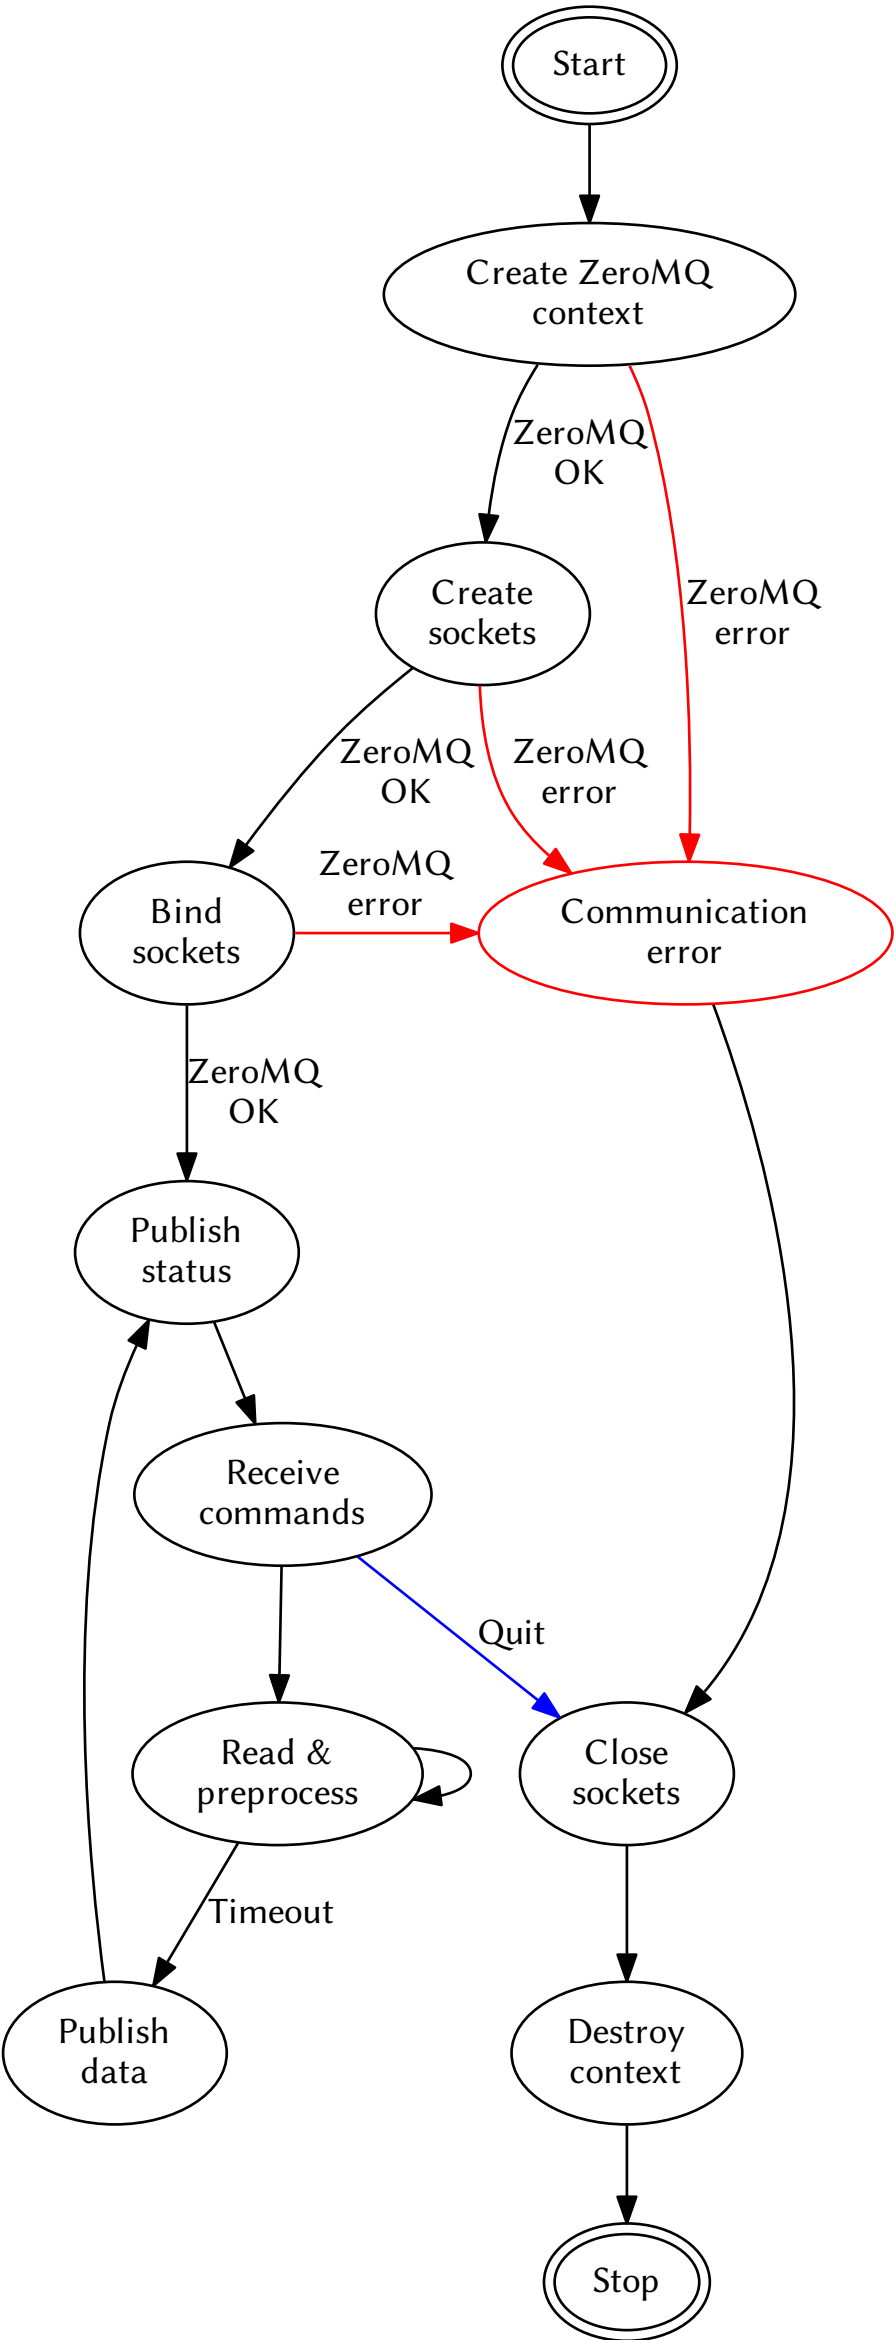 Start
Create ZeroMQ
context
ZeroMQ
OK
ZeroMQ
error
Create
sockets
ZeroMQ
OK
ZeroMQ
error
ZeroMQ
error
Bind
sockets
Communication
error
ZeroMQ
OK
Publish
status
Receive
commands
Quit
Read &
preprocess
Close
sockets
Timeout
Publish
data
Destroy
context
Stop